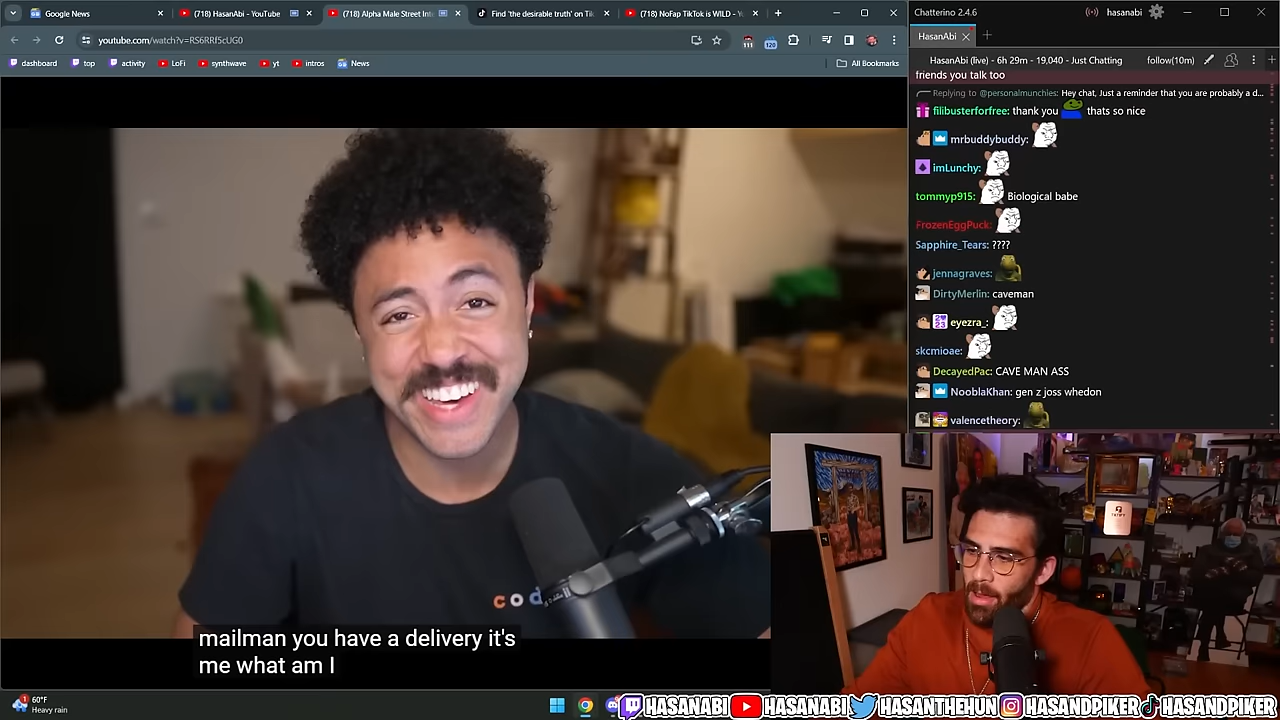 Google News
(718) HasanAbi - YouTube
(718) Alpha Male Street Int
Find 'the desirable truth' on Ti
(718) NoFap TikTok is WILD - Y
youtube.com/watch?v=RS6RRf5cUG0
111
120
dashboard
top
activity
LoFi
synthwave
yt
intros
News
All Bookmarks
Chatterino 2.4.6
hasanabi
HasanAbi
HasanAbi (live) - 6h 29m - 19,040 - Just Chatting
follow(10m)
friends you talk too
Replying to @personalmunchies: Hey chat, Just a reminder that you are probably a d...
filibusterforfree: thank you thats so nice
mrbuddybuddy:
imLunchy:
tommyp915: Biological babe
FrozenEggPuck:
Sapphire_Tears: ????
jennagraves:
DirtyMerlin: caveman
eyezra_:
skcmioae:
DecayedPac: CAVE MAN ASS
NooblaKhan: gen z joss whedon
valencetheory:
cod
mailman you have a delivery it's
me what am I
1
60°F
Heavy rain
HASANABI
HASANABI
HASANTHEHUN
HASANDPIKER
HASANDPIKER